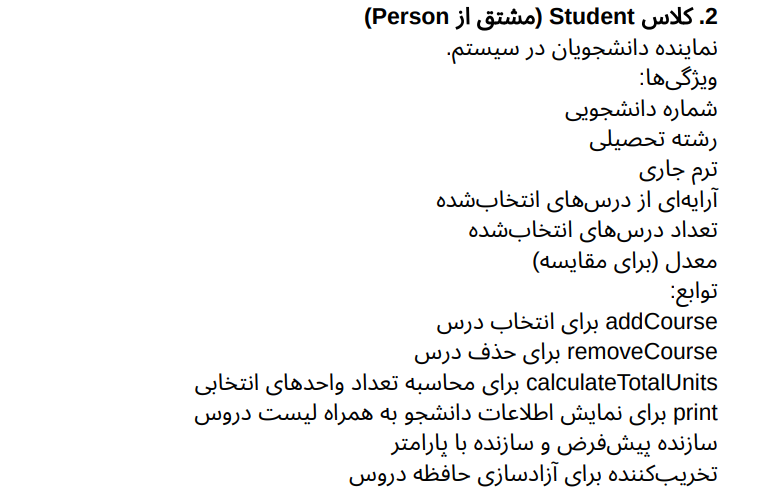 2. کلاس Student (مشتق از Person)
نماینده دانشجویان در سیستم.
ویژگی‌ها:
شماره دانشجویی
رشته تحصیلی
ترم جاری
آرایه‌ای از درس‌های انتخاب‌شده
تعداد درس‌های انتخاب‌شده
معدل (برای مقایسه)
توابع:
addCourse برای انتخاب درس
removeCourse برای حذف درس
calculateTotalUnits برای محاسبه تعداد واحدهای انتخابی
print برای نمایش اطلاعات دانشجو به همراه لیست دروس
سازنده پیش‌فرض و سازنده با پارامتر
تخریب‌کننده برای آزادسازی حافظه دروس